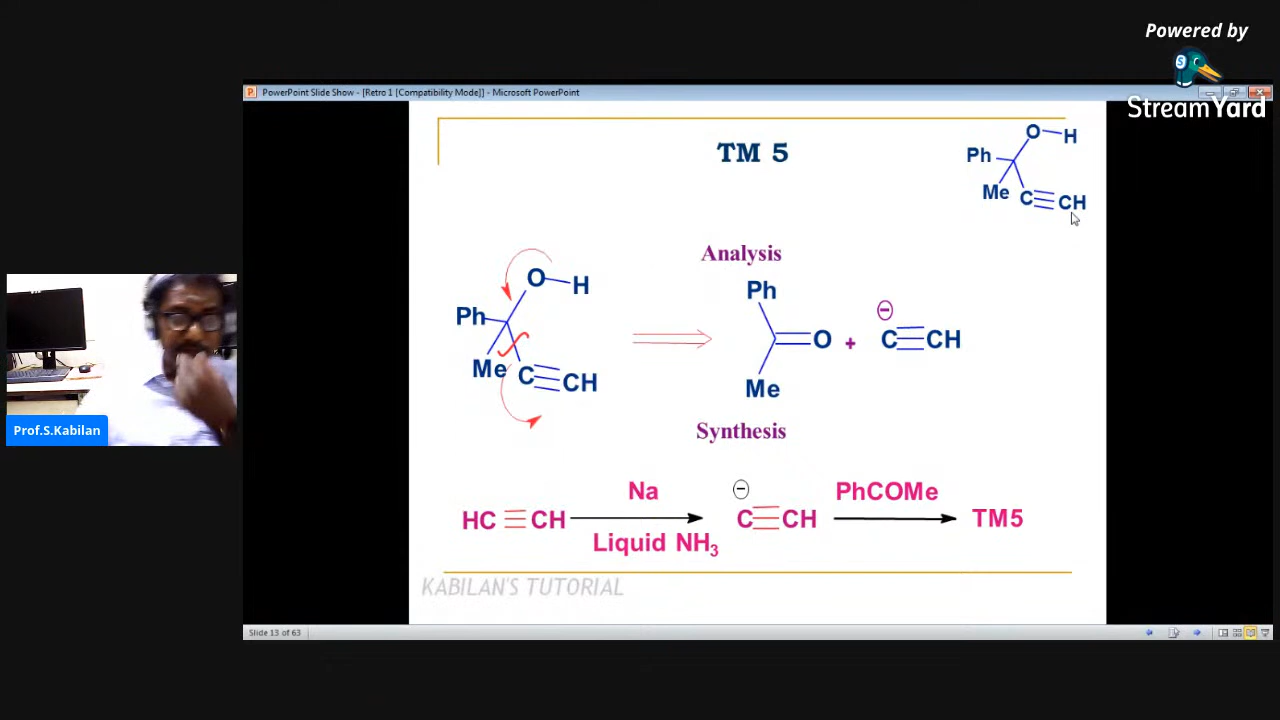 Powered by
StreamYard
PowerPoint Slide Show - [Retro 1 [Compatibility Mode]] - Microsoft PowerPoint
TM 5
O H
Ph
Me C CH
Analysis
O H
Ph
Me C CH
Ph
O + C CH
Me
Synthesis
Prof.S.Kabilan
Na PhCOMe
HC CH C CH TM5
Liquid NH3
KABILAN'S TUTORIAL
Slide 13 of 63